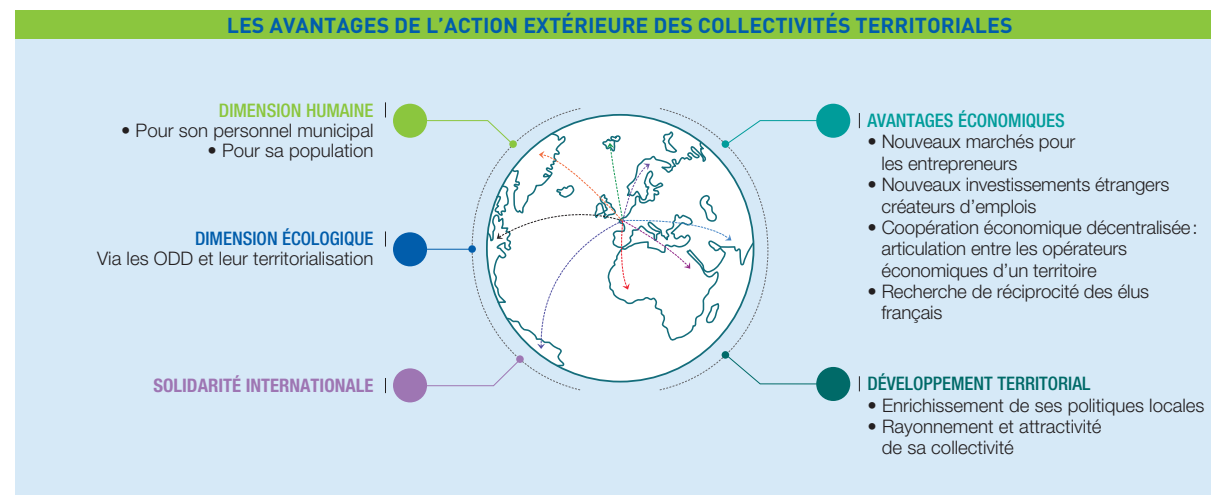 LES AVANTAGES DE L’ACTION EXTÉRIEURE DES COLLECTIVITÉS TERRITORIALES
DIMENSION HUMAINE
• Pour son personnel municipal
• Pour sa population
DIMENSION ÉCOLOGIQUE
Via les ODD et leur territorialisation
SOLIDARITÉ INTERNATIONALE
AVANTAGES ÉCONOMIQUES
• Nouveaux marchés pour
les entrepreneurs
• Nouveaux investissements étrangers
créateurs d’emplois
• Coopération économique décentralisée :
articulation entre les opérateurs
économiques d’un territoire
• Recherche de réciprocité des élus
français
DÉVELOPPEMENT TERRITORIAL
• Enrichissement de ses politiques locales
• Rayonnement et attractivité
de sa collectivité